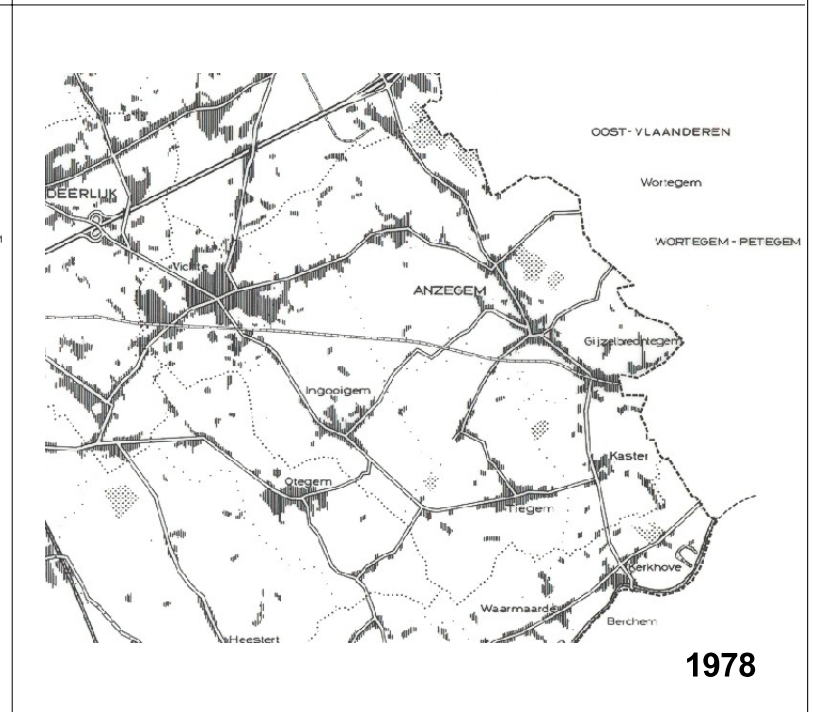 OOST-VLAANDEREN
Wortegem
DEERLIJK
WORTEGEM-PETEGEM
Vichte
ANZEGEM
Gijzelbrechtegem
Ingooigem
Kaster
Otegem
Tiegem
Kerkhove
Waarmaarde
Berchem
Heestert
1978